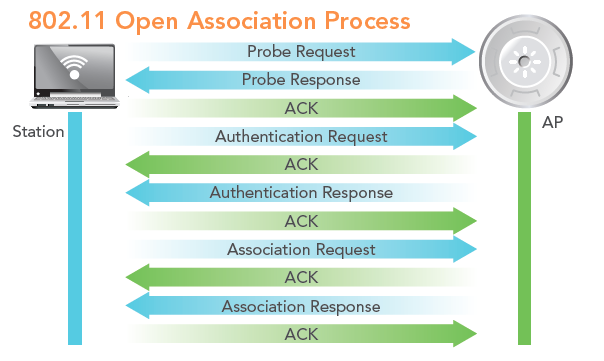 802.11 Open Association Process
Probe Request
Probe Response
ACK
Station
AP
Authentication Request
ACK
Authentication Response
ACK
Association Request
ACK
Association Response
ACK